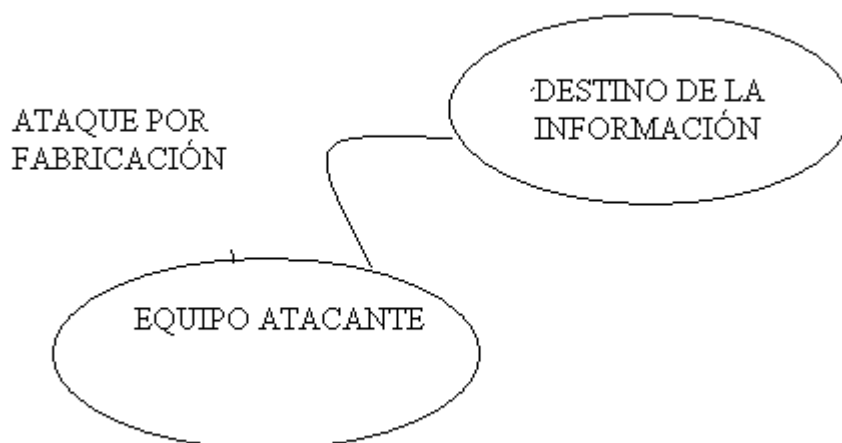 ATAQUE POR
FABRICACIÓN
DESTINO DE LA
INFORMACIÓN
EQUIPO ATACANTE